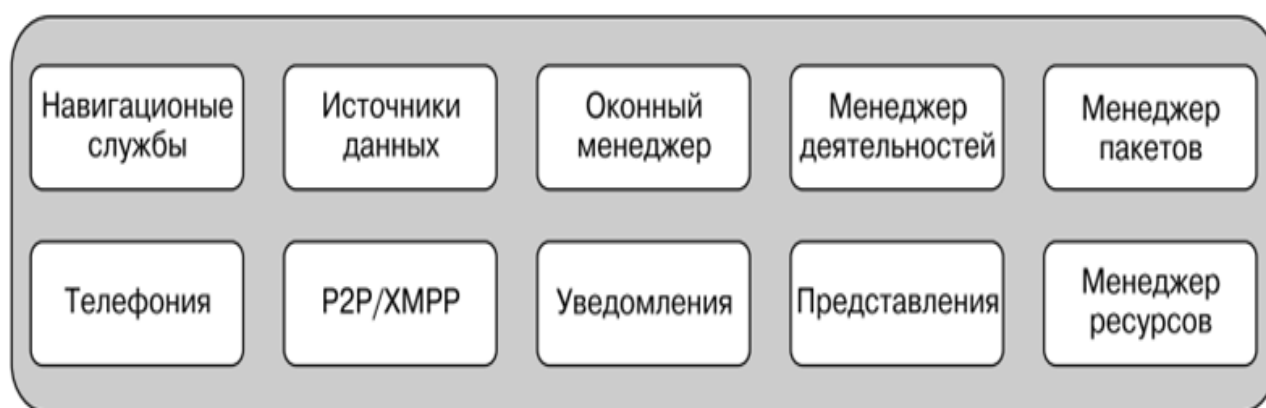 Навигационые
службы
Источники
данных
Оконный
менеджер
Менеджер
деятельностей
Менеджер
пакетов
Телефония
P2P/XMPP
Уведомления
Представления
Менеджер
ресурсов